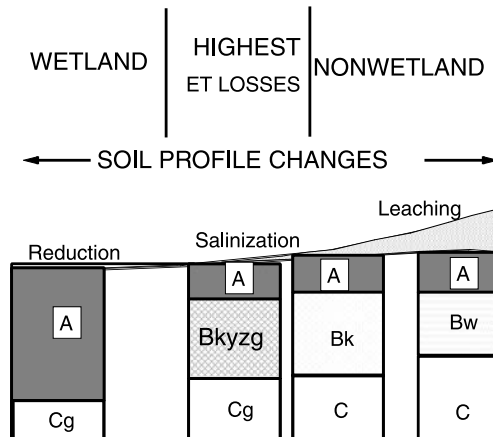 WETLAND
HIGHEST
ET LOSSES
NONWETLAND
SOIL PROFILE CHANGES
Leaching
Salinization
Reduction
A
A
A
A
Bkyzg
Bk
Bw
Cg
Cg
C
C